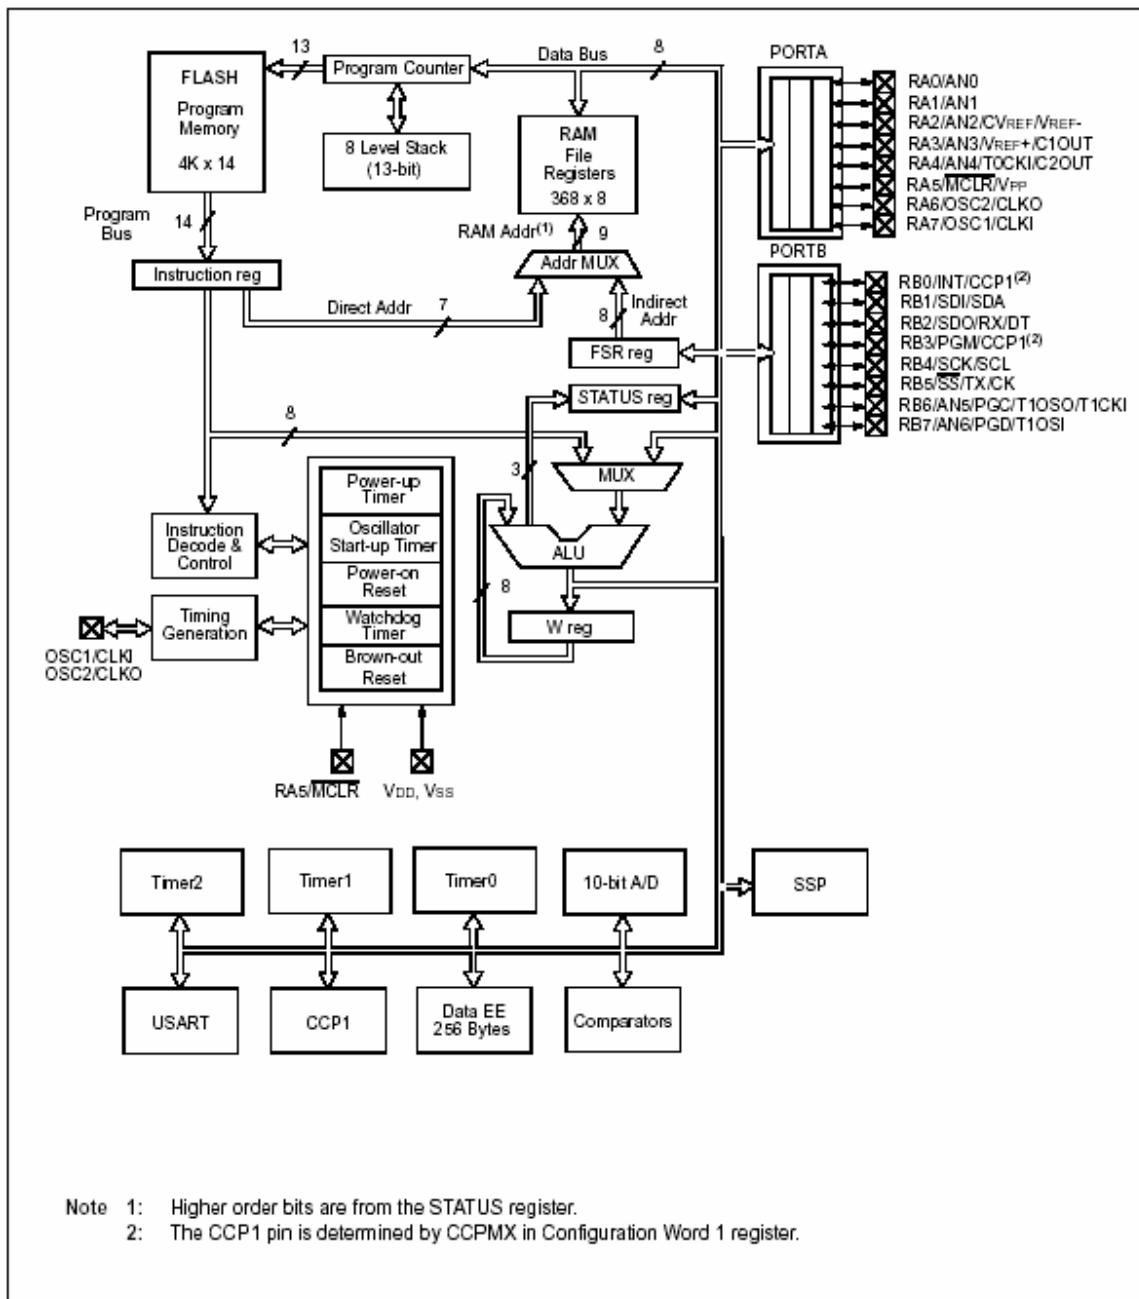 13
Data Bus
8
PORTA
FLASH
Program
Memory
4K x 14
Program Counter
8 Level Stack
(13-bit)
RAM
File
Registers
368 x 8
RA0/AN0
RA1/AN1
RA2/AN2/CVREF/VREF-
RA3/AN3/VREF+/C1OUT
RA4/AN4/T0CKI/C2OUT
RA5/MCLR/VPP
RA6/OSC2/CLKO
RA7/OSC1/CLKI
Program
Bus
14
RAM Addr(1)
9
PORTB
Instruction reg
Addr MUX
Direct Addr
7
8
Indirect
Addr
FSR reg
STATUS reg
RB0/INT/CCP1(2)
RB1/SDI/SDA
RB2/SDO/RX/DT
RB3/PGM/CCP1(2)
RB4/SCK/SCL
RB5/SS/TX/CK
RB6/AN5/PGC/T1OSO/T1CKI
RB7/AN6/PGD/T1OSI
8
3
MUX
Power-up
Timer
Oscillator
Start-up Timer
Power-on
Reset
Watchdog
Timer
Brown-out
Reset
Instruction
Decode &
Control
ALU
8
Timing
Generation
W reg
OSC1/CLKI
OSC2/CLKO
RA5/MCLR
VDD, VSS
Timer2
Timer1
Timer0
10-bit A/D
SSP
USART
CCP1
Data EE
256 Bytes
Comparators
Note 1: Higher order bits are from the STATUS register.
2: The CCP1 pin is determined by CCPMX in Configuration Word 1 register.